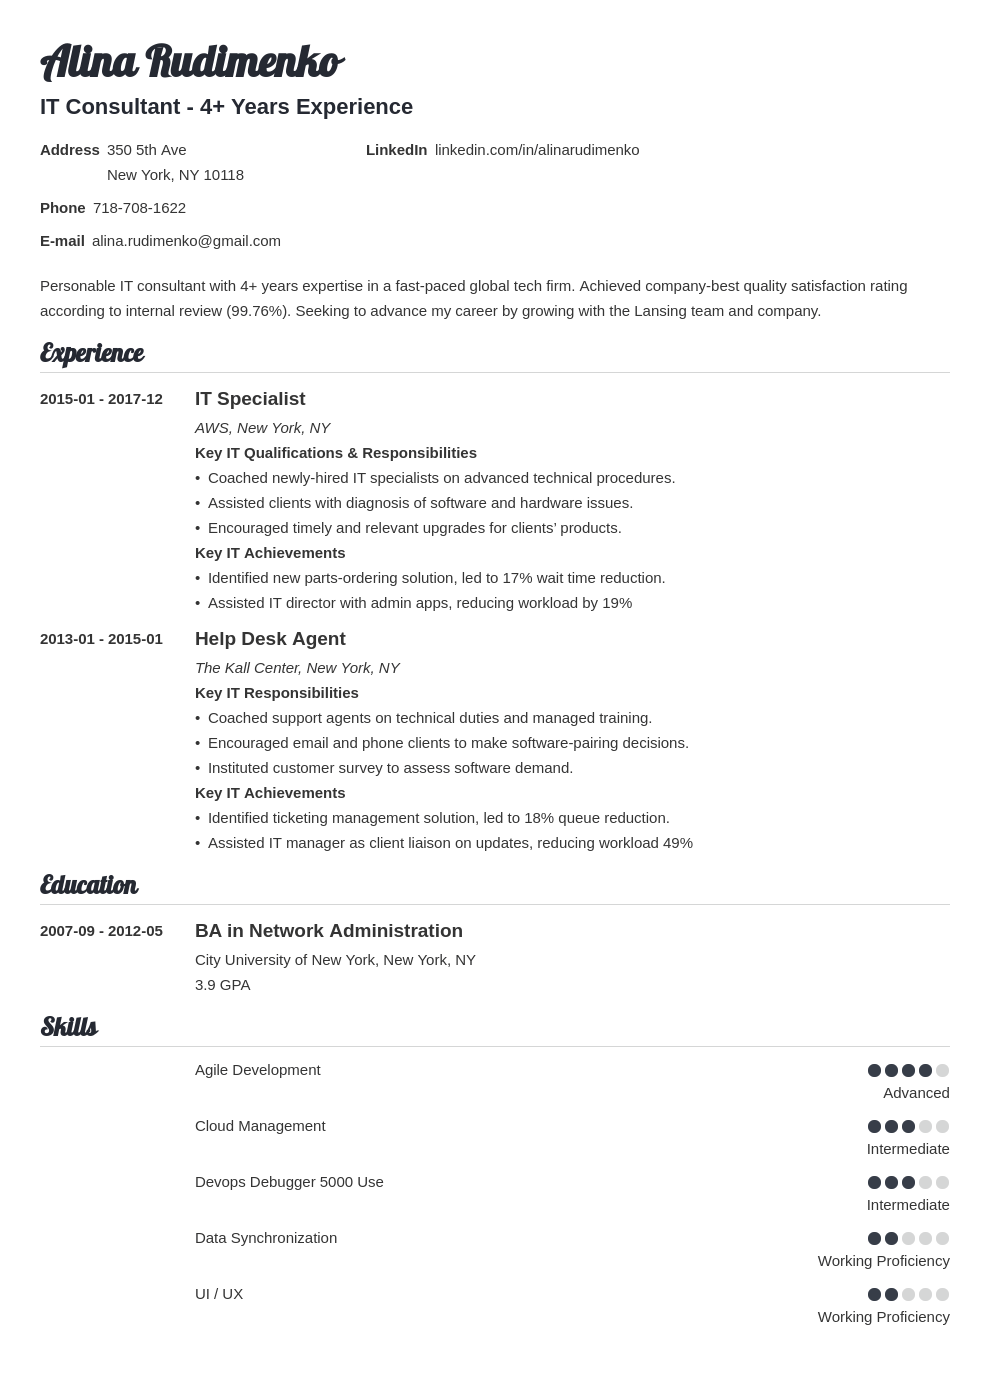 Alina Rudimenko
IT Consultant - 4+ Years Experience
Address 350 5th Ave
New York, NY 10118
Phone 718-708-1622
E-mail alina.rudimenko@gmail.com
LinkedIn linkedin.com/in/alinarudimenko
Personable IT consultant with 4+ years expertise in a fast-paced global tech firm. Achieved company-best quality satisfaction rating
according to internal review (99.76%). Seeking to advance my career by growing with the Lansing team and company.
Experience
2015-01 - 2017-12 IT Specialist
AWS, New York, NY
Key IT Qualifications & Responsibilities
• Coached newly-hired IT specialists on advanced technical procedures.
• Assisted clients with diagnosis of software and hardware issues.
• Encouraged timely and relevant upgrades for clients’ products.
Key IT Achievements
• Identified new parts-ordering solution, led to 17% wait time reduction.
• Assisted IT director with admin apps, reducing workload by 19%
2013-01 - 2015-01 Help Desk Agent
The Kall Center, New York, NY
Key IT Responsibilities
• Coached support agents on technical duties and managed training.
• Encouraged email and phone clients to make software-pairing decisions.
• Instituted customer survey to assess software demand.
Key IT Achievements
• Identified ticketing management solution, led to 18% queue reduction.
• Assisted IT manager as client liaison on updates, reducing workload 49%
Education
2007-09 - 2012-05 BA in Network Administration
City University of New York, New York, NY
3.9 GPA
Skills
Agile Development
Advanced
Cloud Management
Intermediate
Devops Debugger 5000 Use
Intermediate
Data Synchronization
Working Proficiency
UI / UX
Working Proficiency